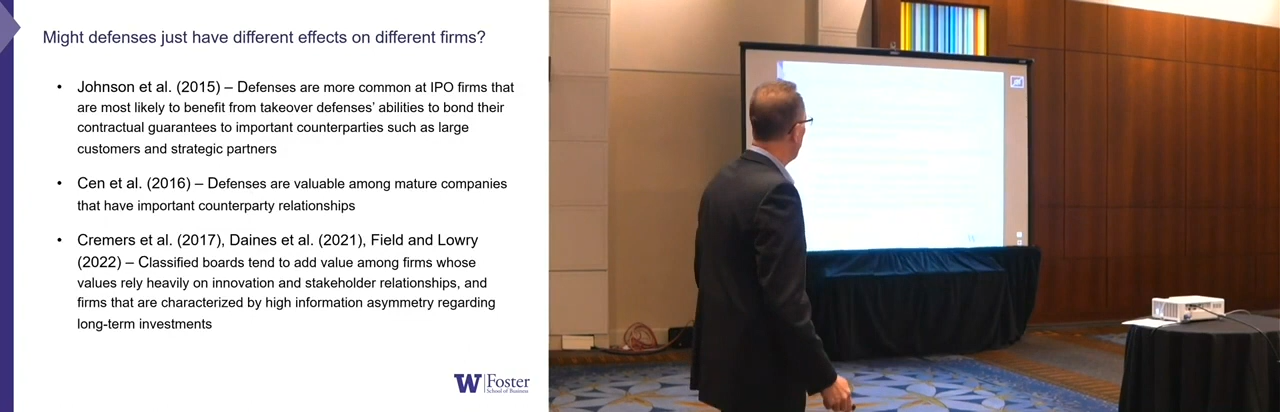 Might defenses just have different effects on different firms?
• Johnson et al. (2015) – Defenses are more common at IPO firms that
are most likely to benefit from takeover defenses' abilities to bond their
contractual guarantees to important counterparties such as large
customers and strategic partners
• Cen et al. (2016) – Defenses are valuable among mature companies
that have important counterparty relationships
• Cremers et al. (2017), Daines et al. (2021), Field and Lowry
(2022) – Classified boards tend to add value among firms whose
values rely heavily on innovation and stakeholder relationships, and
firms that are characterized by high information asymmetry regarding
long-term investments
W Foster
School of Business
W